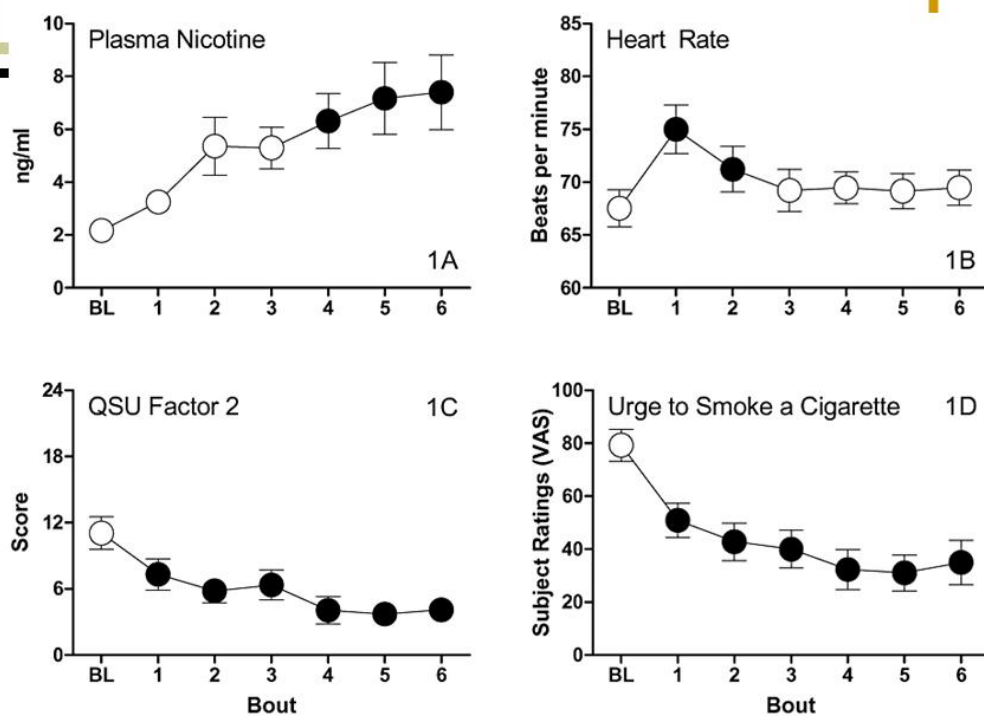 Plasma Nicotine
ng/ml
10
8
6
4
2
0
BL 1 2 3 4 5 6
1A
Heart Rate
Beats per minute
85
80
75
70
65
60
BL 1 2 3 4 5 6
1B
QSU Factor 2
1C
Score
24
18
12
6
0
BL 1 2 3 4 5 6
Bout
Urge to Smoke a Cigarette
1D
Subject Ratings (VAS)
100
80
60
40
20
0
BL 1 2 3 4 5 6
Bout